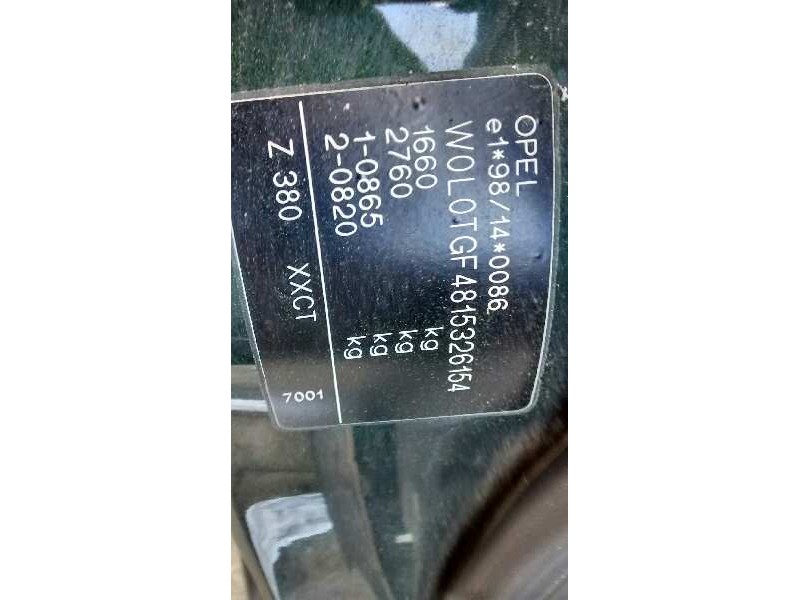 OPEL
e1*98/14*0086
W0L0TGF4815326154
1660 kg
2760 kg
1-0865 kg
2-0820 kg
Z 380 XXCT 7001